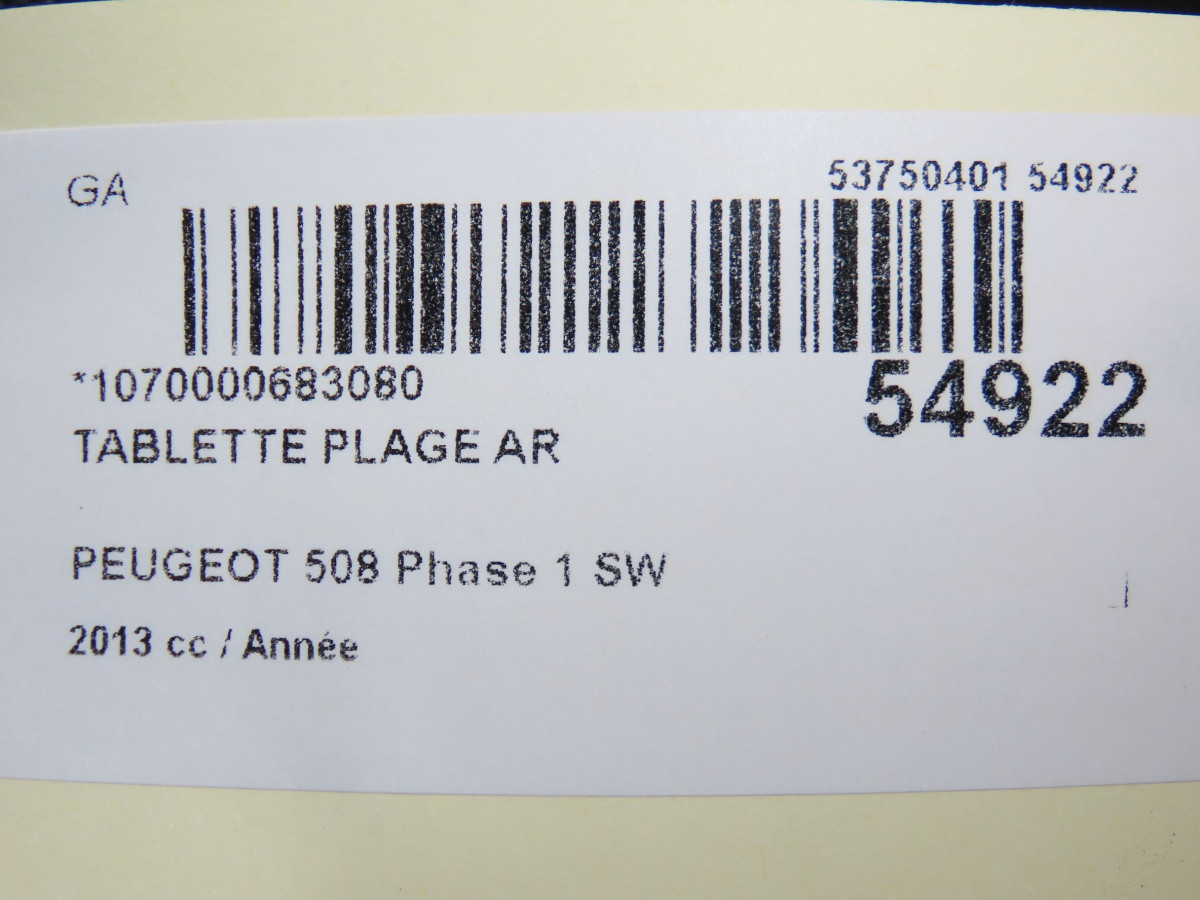 GA
53750401 54922
*1070000683080
54922
TABLETTE PLAGE AR
PEUGEOT 508 Phase 1 SW
2013 cc / Année